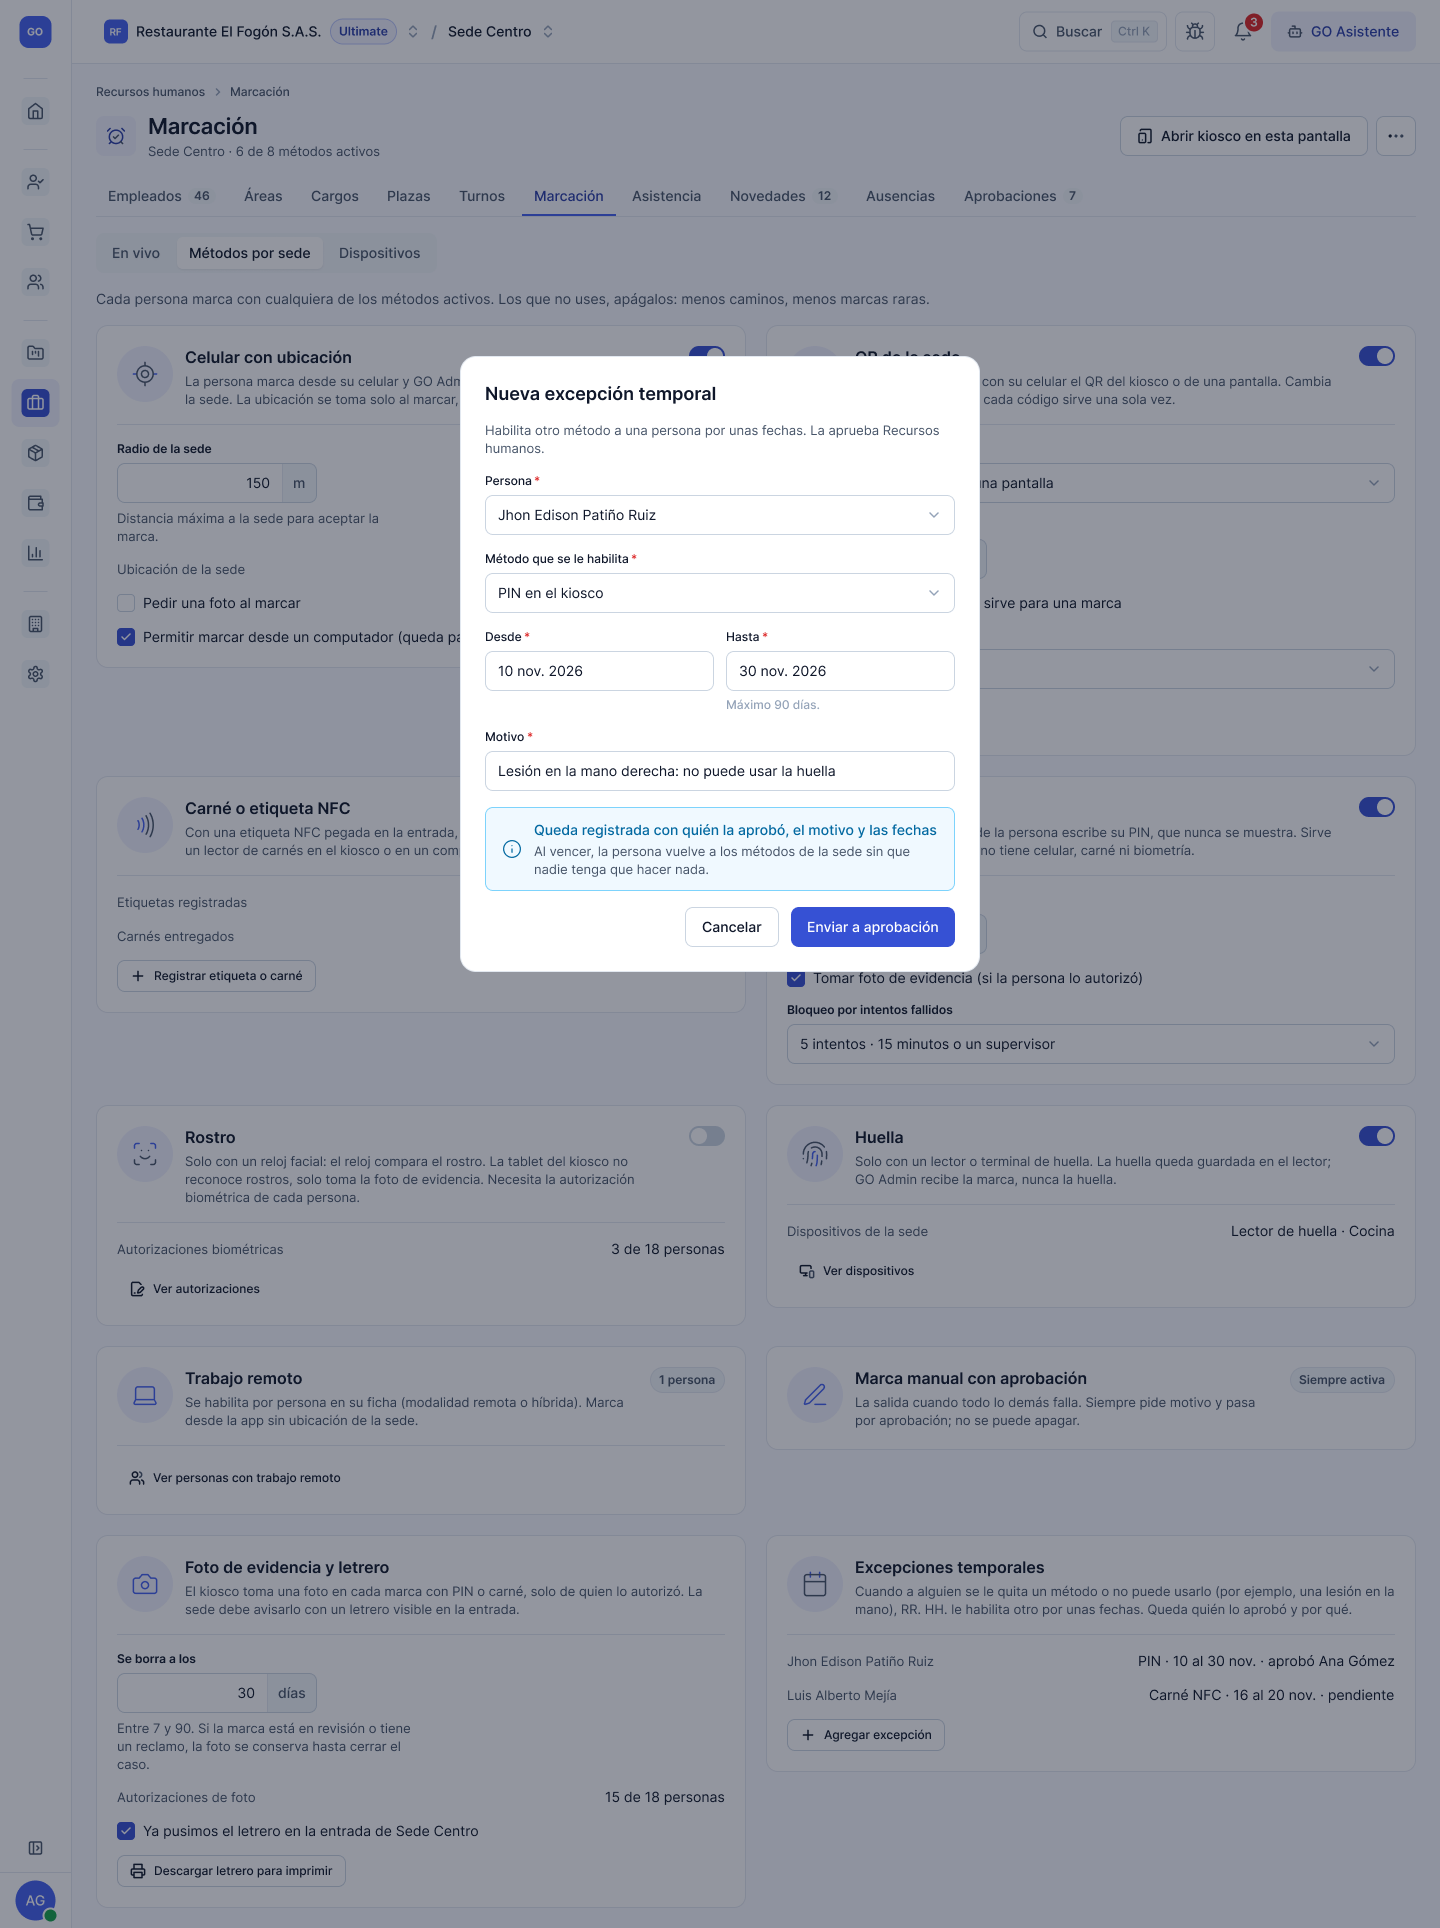 GO
RF Restaurante El Fogón S.A.S. Ultimate / Sede Centro
Buscar Ctrl K
3
GO Asistente
Recursos humanos > Marcación
Marcación
Sede Centro · 6 de 8 métodos activos
Abrir kiosco en esta pantalla
Empleados 46 Áreas Cargos Plazas Turnos Marcación Asistencia Novedades 12 Ausencias Aprobaciones 7
En vivo Métodos por sede Dispositivos
Cada persona marca con cualquiera de los métodos activos. Los que no uses, apágalos: menos caminos, menos marcas raras.
Celular con ubicación
La persona marca desde su celular y GO Adm
la sede. La ubicación se toma solo al marcar,
Radio de la sede
150 m
Distancia máxima a la sede para aceptar la
marca.
Ubicación de la sede
Pedir una foto al marcar
Permitir marcar desde un computador (queda pa
con su celular el QR del kiosco o de una pantalla. Cambia
cada código sirve una sola vez.
na pantalla
sirve para una marca
Nueva excepción temporal
Habilita otro método a una persona por unas fechas. La aprueba Recursos
humanos.
Persona *
Jhon Edison Patiño Ruiz
Método que se le habilita *
PIN en el kiosco
Desde * Hasta *
10 nov. 2026 30 nov. 2026
Máximo 90 días.
Motivo *
Lesión en la mano derecha: no puede usar la huella
Queda registrada con quién la aprobó, el motivo y las fechas
Al vencer, la persona vuelve a los métodos de la sede sin que
nadie tenga que hacer nada.
Cancelar Enviar a aprobación
Carné o etiqueta NFC
Con una etiqueta NFC pegada en la entrada,
un lector de carnés en el kiosco o en un com
Etiquetas registradas
Carnés entregados
Registrar etiqueta o carné
de la persona escribe su PIN, que nunca se muestra. Sirve
no tiene celular, carné ni biometría.
Tomar foto de evidencia (si la persona lo autorizó)
Bloqueo por intentos fallidos
5 intentos · 15 minutos o un supervisor
Rostro
Solo con un reloj facial: el reloj compara el rostro. La tablet del kiosco no
reconoce rostros, solo toma la foto de evidencia. Necesita la autorización
biométrica de cada persona.
Autorizaciones biométricas 3 de 18 personas
Ver autorizaciones
Huella
Solo con un lector o terminal de huella. La huella queda guardada en el lector;
GO Admin recibe la marca, nunca la huella.
Dispositivos de la sede Lector de huella · Cocina
Ver dispositivos
Trabajo remoto 1 persona
Se habilita por persona en su ficha (modalidad remota o híbrida). Marca
desde la app sin ubicación de la sede.
Ver personas con trabajo remoto
Marca manual con aprobación Siempre activa
La salida cuando todo lo demás falla. Siempre pide motivo y pasa
por aprobación; no se puede apagar.
Foto de evidencia y letrero
El kiosco toma una foto en cada marca con PIN o carné, solo de quien lo autorizó. La
sede debe avisarlo con un letrero visible en la entrada.
Se borra a los
30 días
Entre 7 y 90. Si la marca está en revisión o tiene
un reclamo, la foto se conserva hasta cerrar el
caso.
Autorizaciones de foto 15 de 18 personas
Ya pusimos el letrero en la entrada de Sede Centro
Descargar letrero para imprimir
Excepciones temporales
Cuando a alguien se le quita un método o no puede usarlo (por ejemplo, una lesión en la
mano), RR. HH. le habilita otro por unas fechas. Queda quién lo aprobó y por qué.
Jhon Edison Patiño Ruiz PIN · 10 al 30 nov. · aprobó Ana Gómez
Luis Alberto Mejía Carné NFC · 16 al 20 nov. · pendiente
Agregar excepción
AG